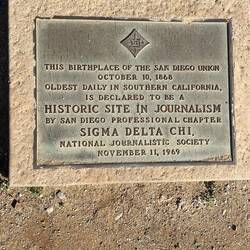 THIS BIRTHPLACE OF THE SAN DIEGO UNION
OCTOBER 10, 1868
OLDEST DAILY IN SOUTHERN CALIFORNIA,
IS DECLARED TO BE A
HISTORIC SITE IN JOURNALISM
BY SAN DIEGO PROFESSIONAL CHAPTER
SIGMA DELTA CHI,
NATIONAL JOURNALISTIC SOCIETY
NOVEMBER 11, 1969